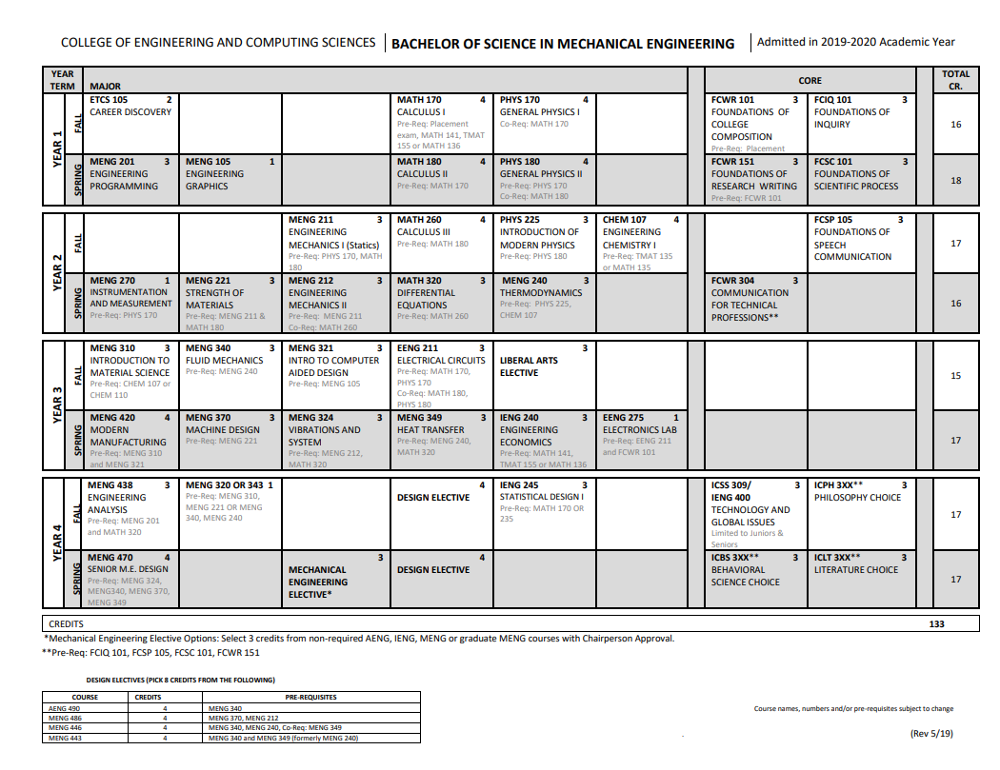 COLLEGE OF ENGINEERING AND COMPUTING SCIENCES | BACHELOR OF SCIENCE IN MECHANICAL ENGINEERING | Admitted in 2019-2020 Academic Year
YEAR
TERM
MAJOR
CORE
TOTAL
CR.
YEAR 1
FALL
ETCS 105 2
CAREER DISCOVERY
MATH 170 4
CALCULUS I
Pre-Req: Placement
exam, MATH 141, TMAT
155 or MATH 136
PHYS 170 4
GENERAL PHYSICS I
Co-Req: MATH 170
FCWR 101 3
FOUNDATIONS OF
COLLEGE
COMPOSITION
Pre-Req: Placement
FCIQ 101 3
FOUNDATIONS OF
INQUIRY
16
SPRING
MENG 201 3
ENGINEERING
PROGRAMMING
MENG 105 1
ENGINEERING
GRAPHICS
MATH 180 4
CALCULUS II
Pre-Req: MATH 170
PHYS 180 4
GENERAL PHYSICS II
Pre-Req: PHYS 170
Co-Req: MATH 180
FCWR 151 3
FOUNDATIONS OF
RESEARCH WRITING
Pre-Req: FCWR 101
FCSC 101 3
FOUNDATIONS OF
SCIENTIFIC PROCESS
18
YEAR 2
FALL
MENG 211 3
ENGINEERING
MECHANICS I (Statics)
Pre-Req: PHYS 170, MATH
180
MATH 260 4
CALCULUS III
Pre-Req: MATH 180
PHYS 225 3
INTRODUCTION OF
MODERN PHYSICS
Pre-Req: PHYS 180
CHEM 107 4
ENGINEERING
CHEMISTRY I
Pre-Req: TMAT 135
or MATH 135
FCSP 105 3
FOUNDATIONS OF
SPEECH
COMMUNICATION
17
SPRING
MENG 270 1
INSTRUMENTATION
AND MEASUREMENT
Pre-Req: PHYS 170
MENG 221 3
STRENGTH OF
MATERIALS
Pre-Req: MENG 211 &
MATH 180
MENG 212 3
ENGINEERING
MECHANICS II
Pre-Req: MENG 211
Co-Req: MATH 260
MATH 320 3
DIFFERENTIAL
EQUATIONS
Pre-Req: MATH 260
MENG 240 3
THERMODYNAMICS
Pre-Req: PHYS 225,
CHEM 107
FCWR 304 3
COMMUNICATION
FOR TECHNICAL
PROFESSIONS**
16
YEAR 3
FALL
MENG 310 3
INTRODUCTION TO
MATERIAL SCIENCE
Pre-Req: CHEM 107 or
CHEM 110
MENG 340 3
FLUID MECHANICS
Pre-Req: MENG 240
MENG 321 3
INTRO TO COMPUTER
AIDED DESIGN
Pre-Req: MENG 105
EENG 211 3
ELECTRICAL CIRCUITS
Pre-Req: MATH 170,
PHYS 170
Co-Req: MATH 180,
PHYS 180
3
LIBERAL ARTS
ELECTIVE
15
SPRING
MENG 420 4
MODERN
MANUFACTURING
Pre-Req: MENG 310
and MENG 321
MENG 370 3
MACHINE DESIGN
Pre-Req: MENG 221
MENG 324 3
VIBRATIONS AND
SYSTEM
Pre-Req: MENG 212,
MATH 320
MENG 349 3
HEAT TRANSFER
Pre-Req: MENG 240,
MATH 320
IENG 240 3
ENGINEERING
ECONOMICS
Pre-Req: MATH 141,
TMAT 155 or MATH 136
EENG 275 1
ELECTRONICS LAB
Pre-Req: EENG 211
and FCWR 101
17
YEAR 4
FALL
MENG 438 3
ENGINEERING
ANALYSIS
Pre-Req: MENG 201
and MATH 320
MENG 320 OR 343 1
Pre-Req: MENG 310,
MENG 221 OR MENG
340, MENG 240
4
DESIGN ELECTIVE
IENG 245 3
STATISTICAL DESIGN I
Pre-Req: MATH 170 OR
235
ICSS 309/ 3
IENG 400
TECHNOLOGY AND
GLOBAL ISSUES
Limited to Juniors &
Seniors
ICPH 3XX** 3
PHILOSOPHY CHOICE
17
SPRING
MENG 470 4
SENIOR M.E. DESIGN
Pre-Req: MENG 324,
MENG340, MENG 370,
MENG 349
3
MECHANICAL
ENGINEERING
ELECTIVE*
4
DESIGN ELECTIVE
ICBS 3XX** 3
BEHAVIORAL
SCIENCE CHOICE
ICLT 3XX** 3
LITERATURE CHOICE
17
CREDITS 133
*Mechanical Engineering Elective Options: Select 3 credits from non-required AENG, IENG, MENG or graduate MENG courses with Chairperson Approval.
**Pre-Req: FCIQ 101, FCSP 105, FCSC 101, FCWR 151
DESIGN ELECTIVES (PICK 8 CREDITS FROM THE FOLLOWING)
COURSE CREDITS PRE-REQUISITES
AENG 490 4 MENG 340
MENG 486 4 MENG 370, MENG 212
MENG 446 4 MENG 340, MENG 240, Co-Req: MENG 349
MENG 443 4 MENG 340 and MENG 349 (formerly MENG 240)
Course names, numbers and/or pre-requisites subject to change
(Rev 5/19)